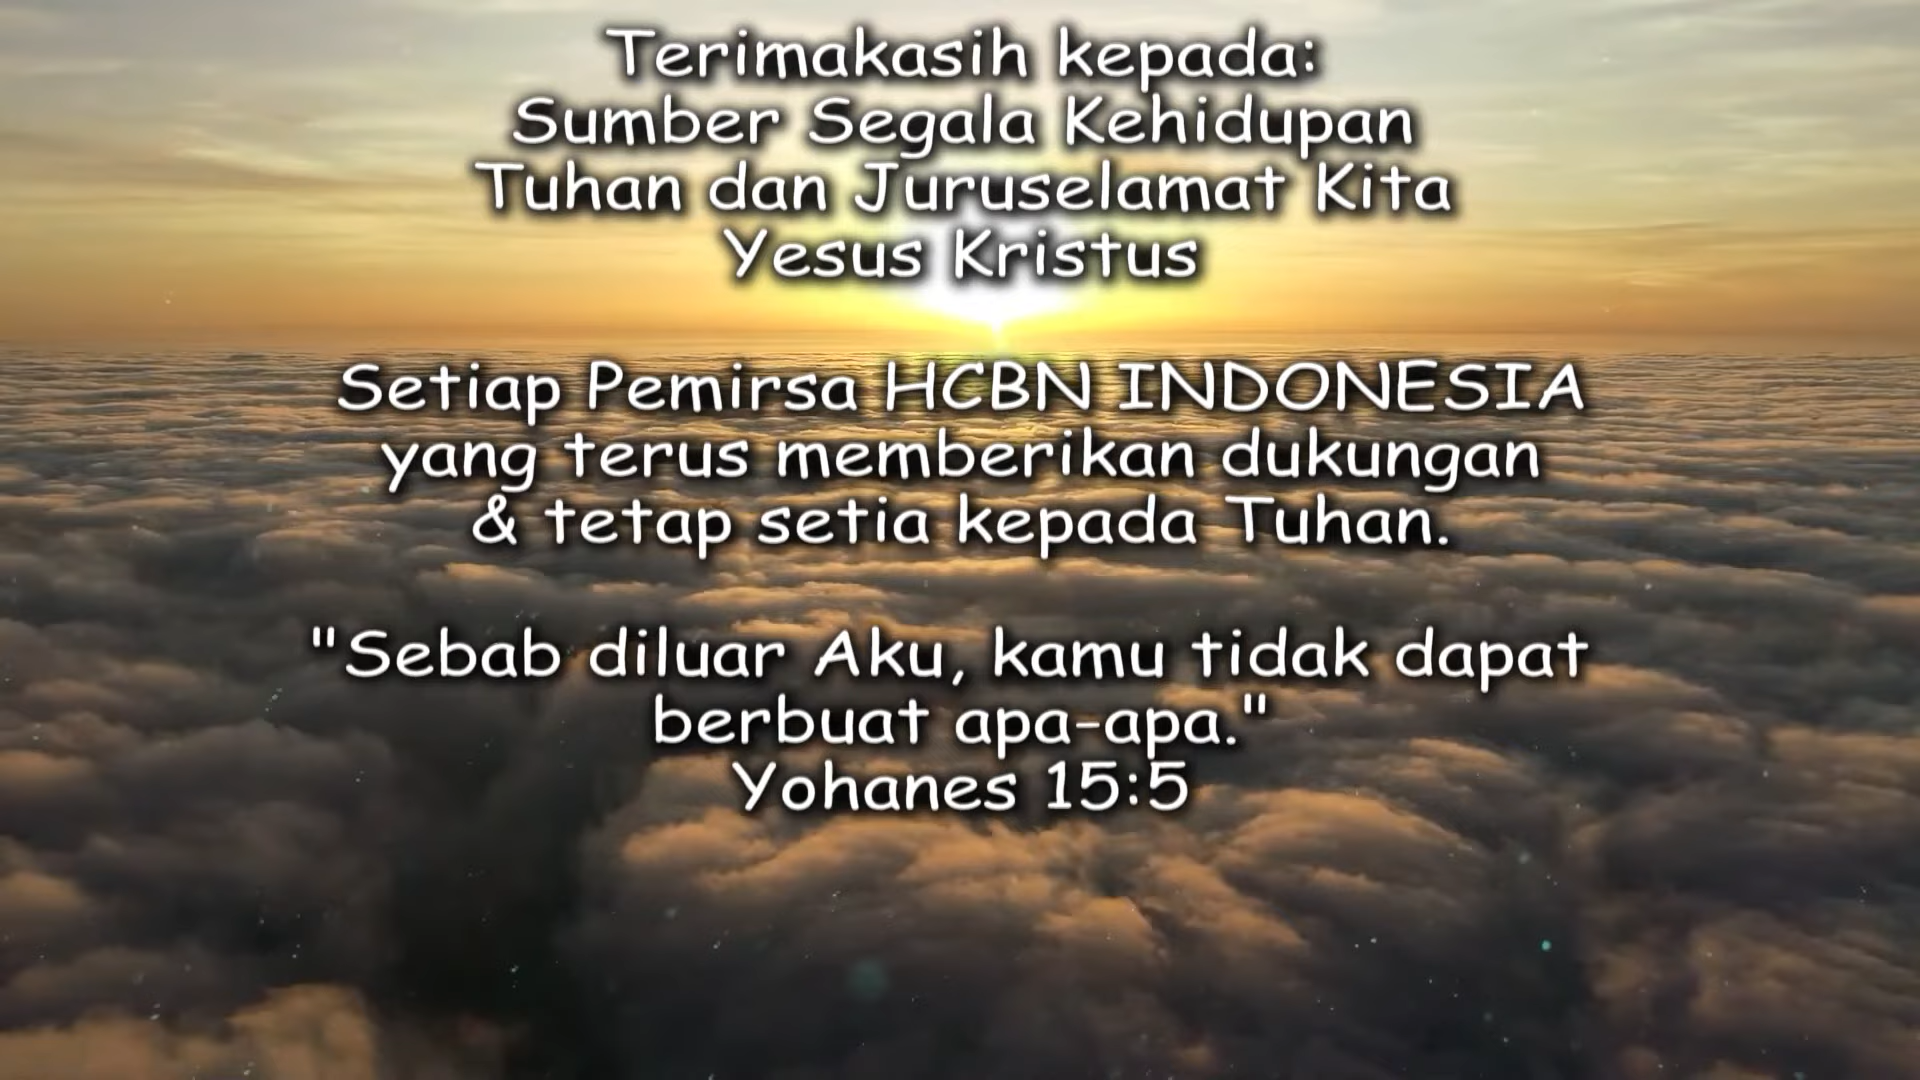 Terimakasih kepada:
Sumber Segala Kehidupan
Tuhan dan Juruselamat Kita
Yesus Kristus
Setiap Pemirsa HCBN INDONESIA
yang terus memberikan dukungan
& tetap setia kepada Tuhan.
"Sebab diluar Aku, kamu tidak dapat
berbuat apa-apa."
Yohanes 15:5